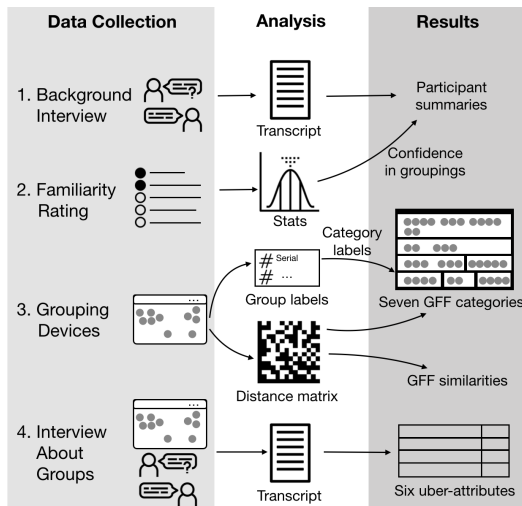 Data Collection
Analysis
Results
1. Background
Interview
?
Transcript
Participant
summaries
2. Familiarity
Rating
Stats
Confidence
in groupings
3. Grouping
Devices
...
# Serial
# ...
Group labels
Category
labels
Seven GFF categories
Distance matrix
GFF similarities
4. Interview
About
Groups
...
?
Transcript
Six uber-attributes